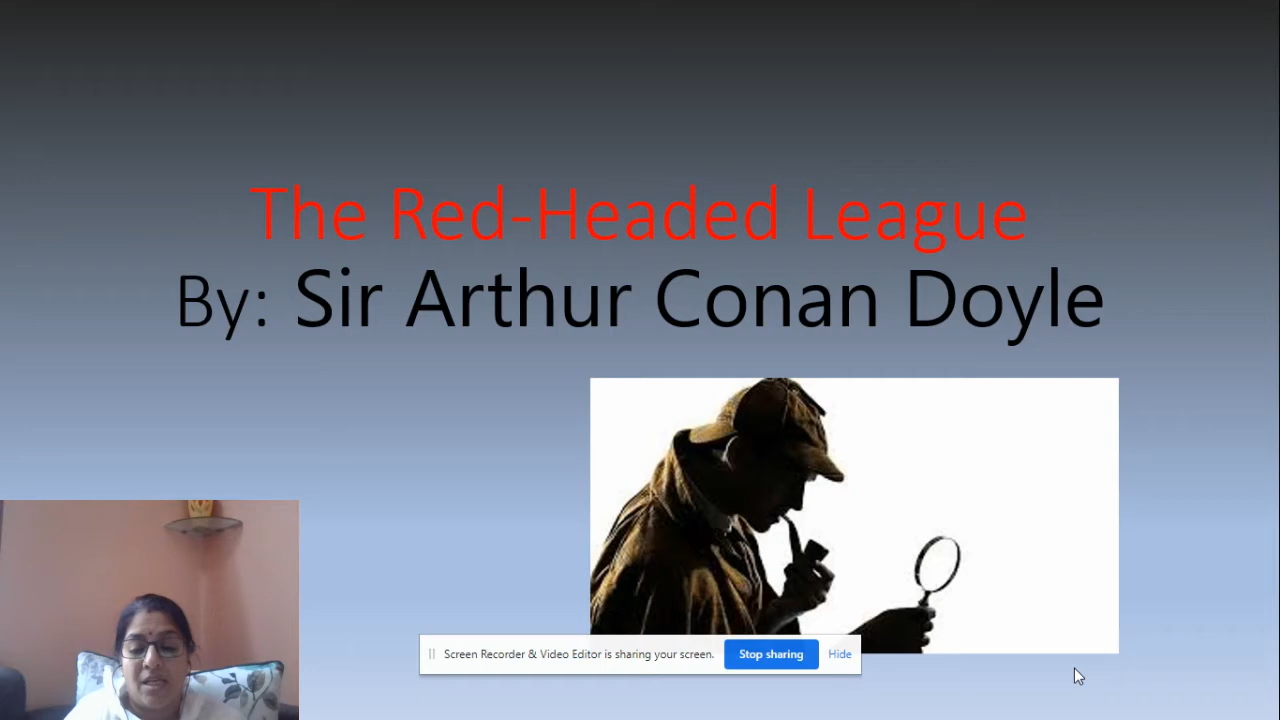 The Red-Headed League
By: Sir Arthur Conan Doyle
Screen Recorder & Video Editor is sharing your screen. Stop sharing Hide